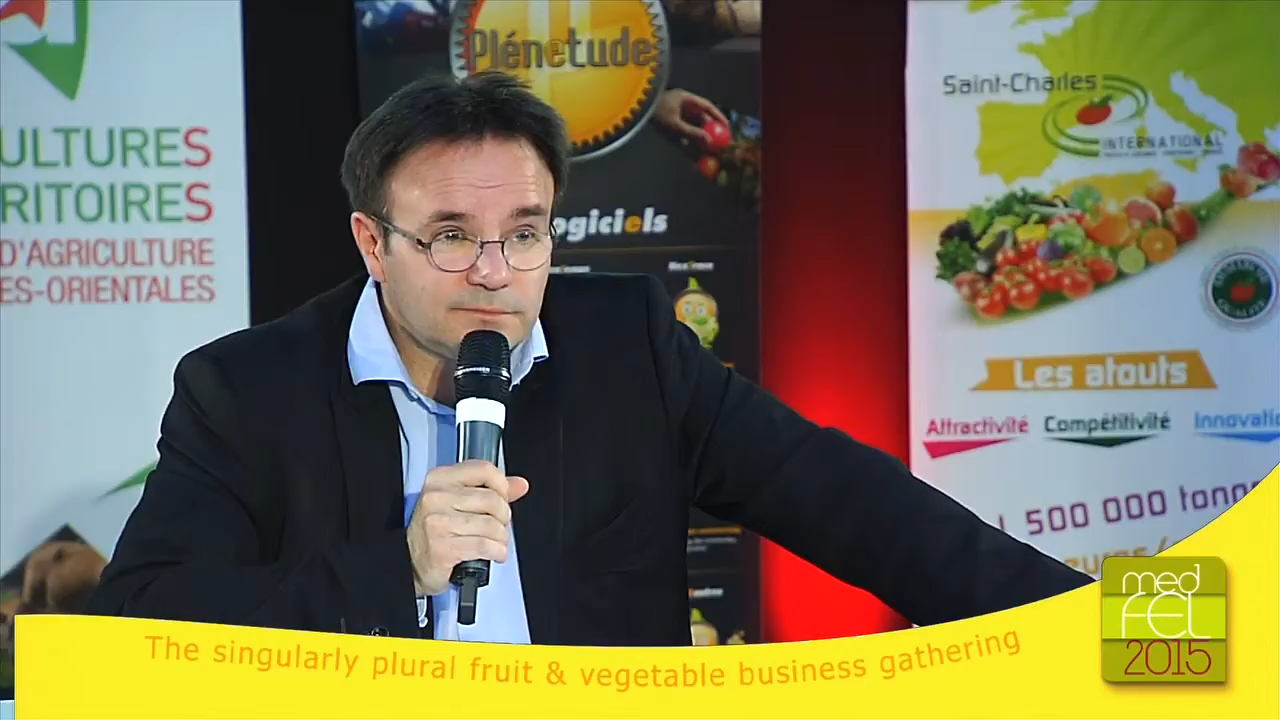 ULTURES
RITOIRES
D'AGRICULTURE
ES-ORIENTALES
Plénetude
ogiciels
Saint-Charles
INTERNATIONAL
Les atouts
Attractivité Compétitivité Innovatio
1 500 000 tonn
The singularly plural fruit & vegetable business gathering
med
FEL
2015